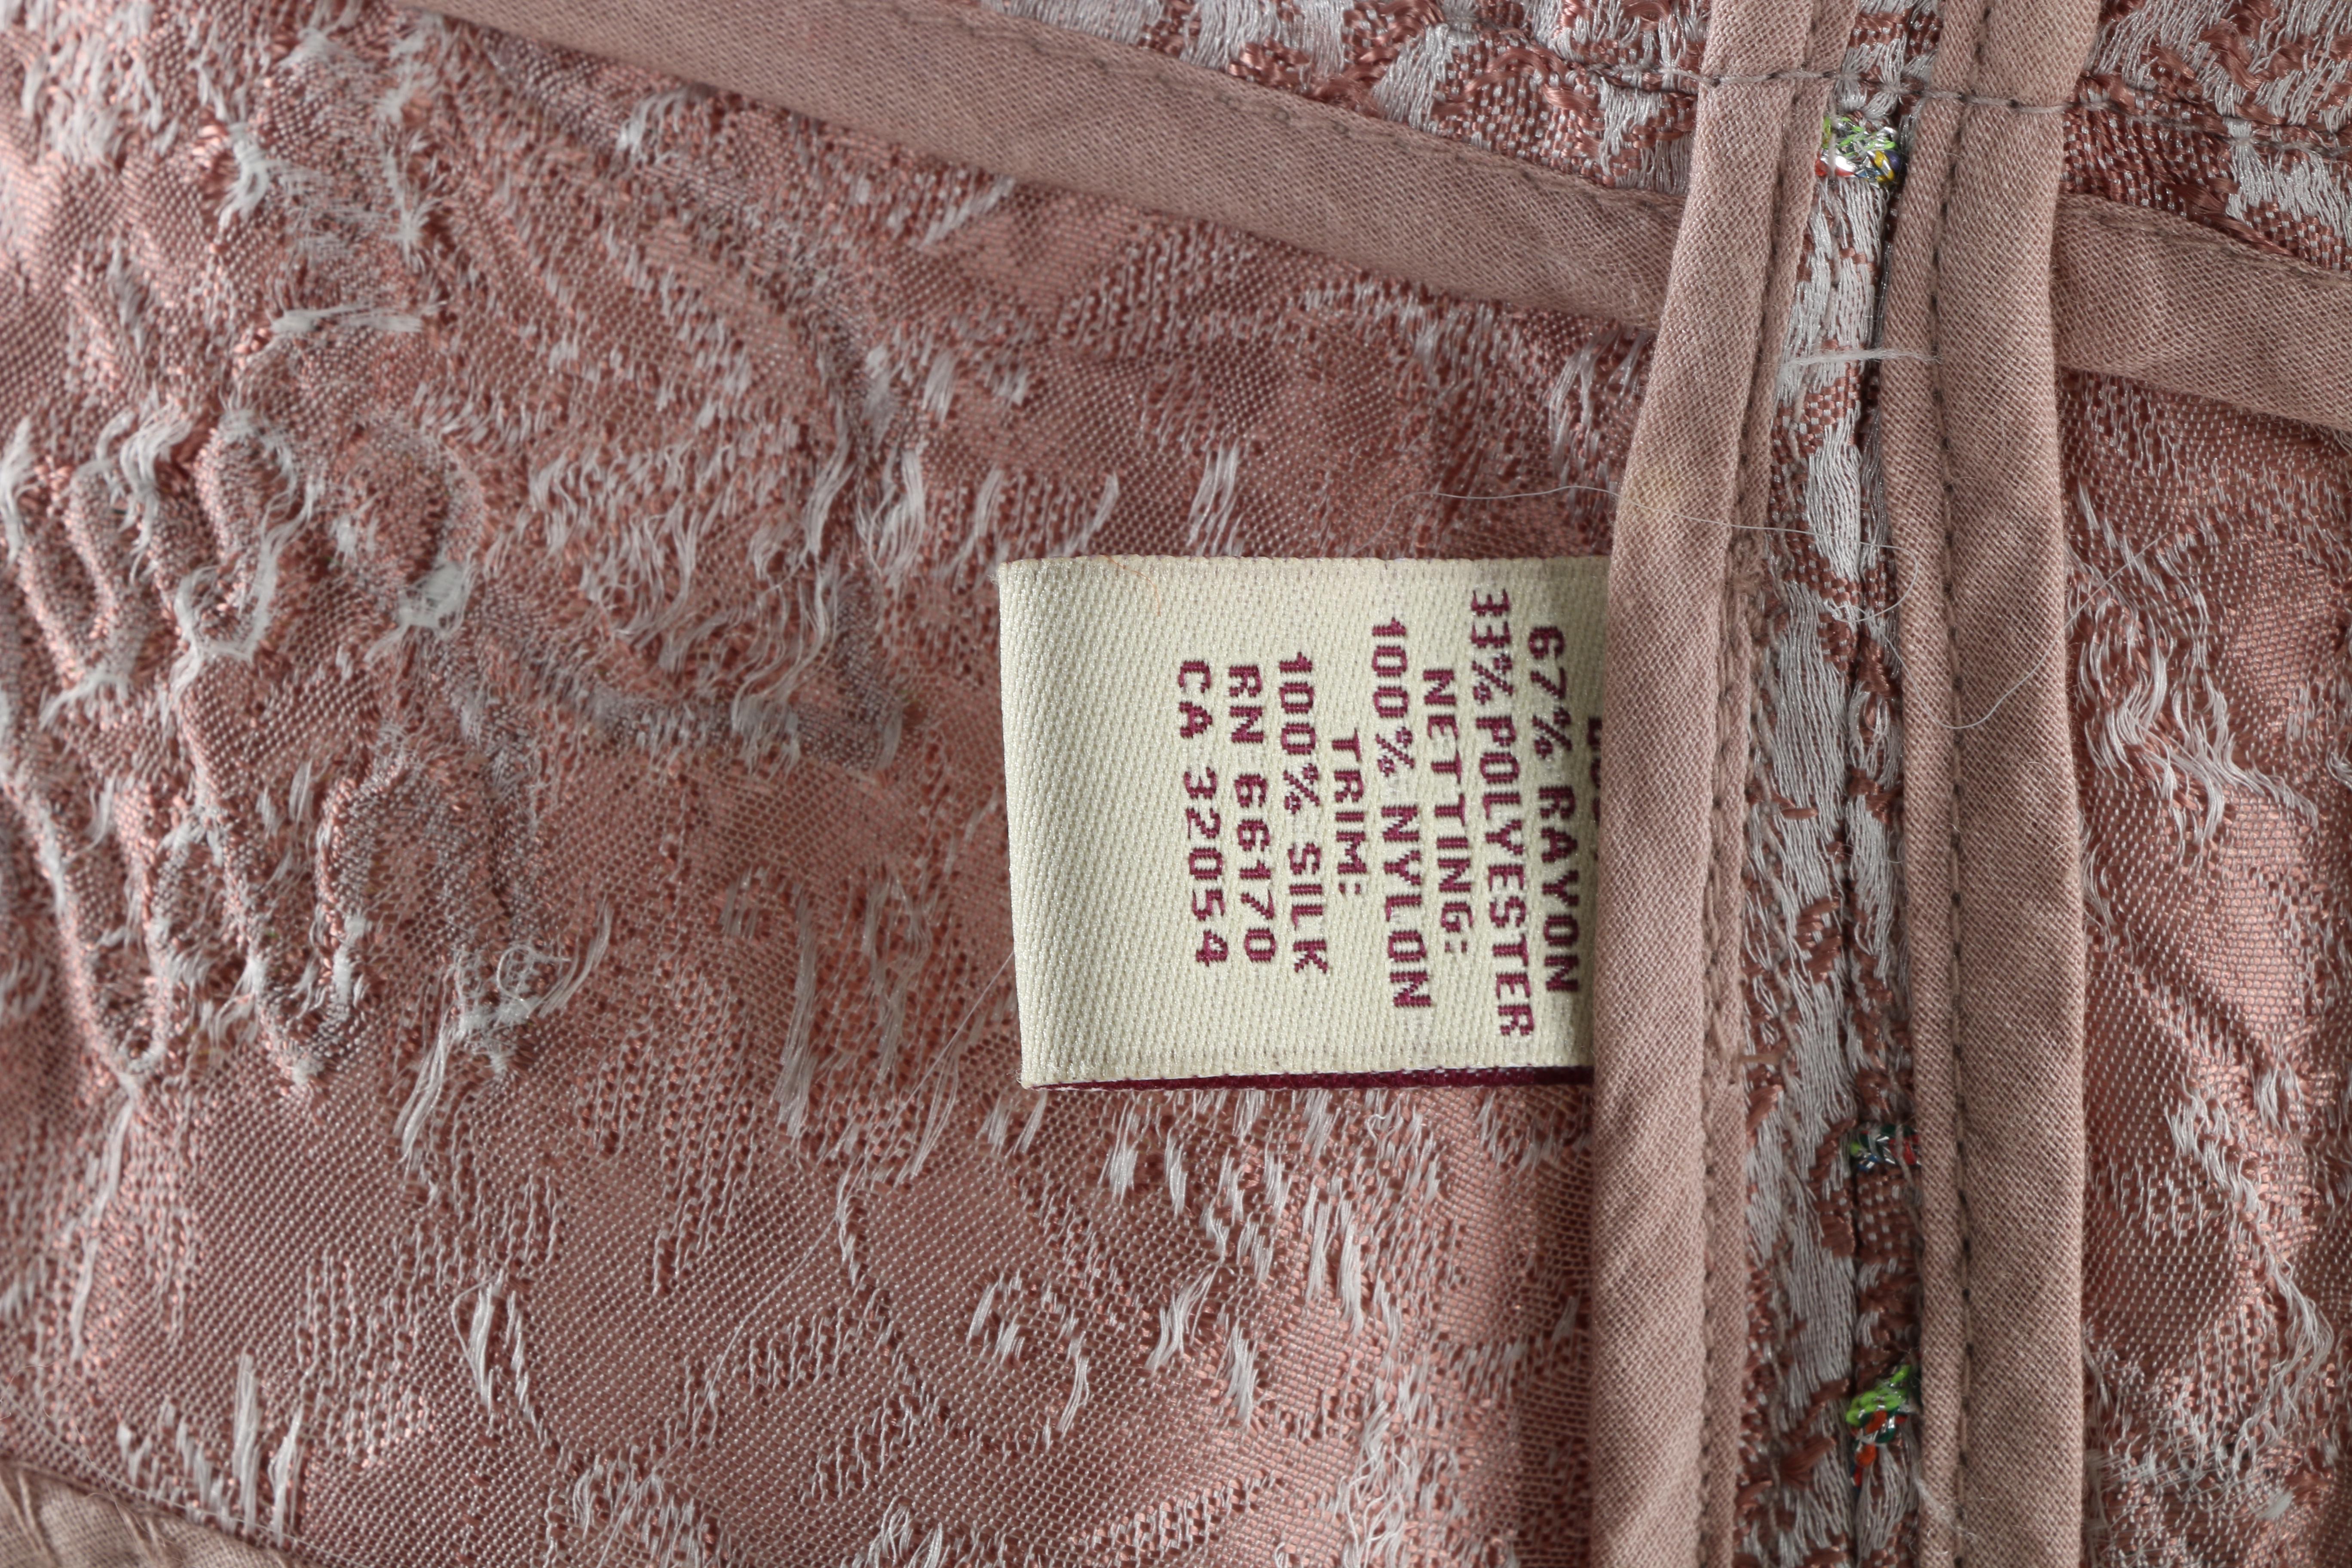 67% RAYON
33% POLYESTER
NETTING:
100% NYLON
TRIM:
100% SILK
RN 66170
CA 32054